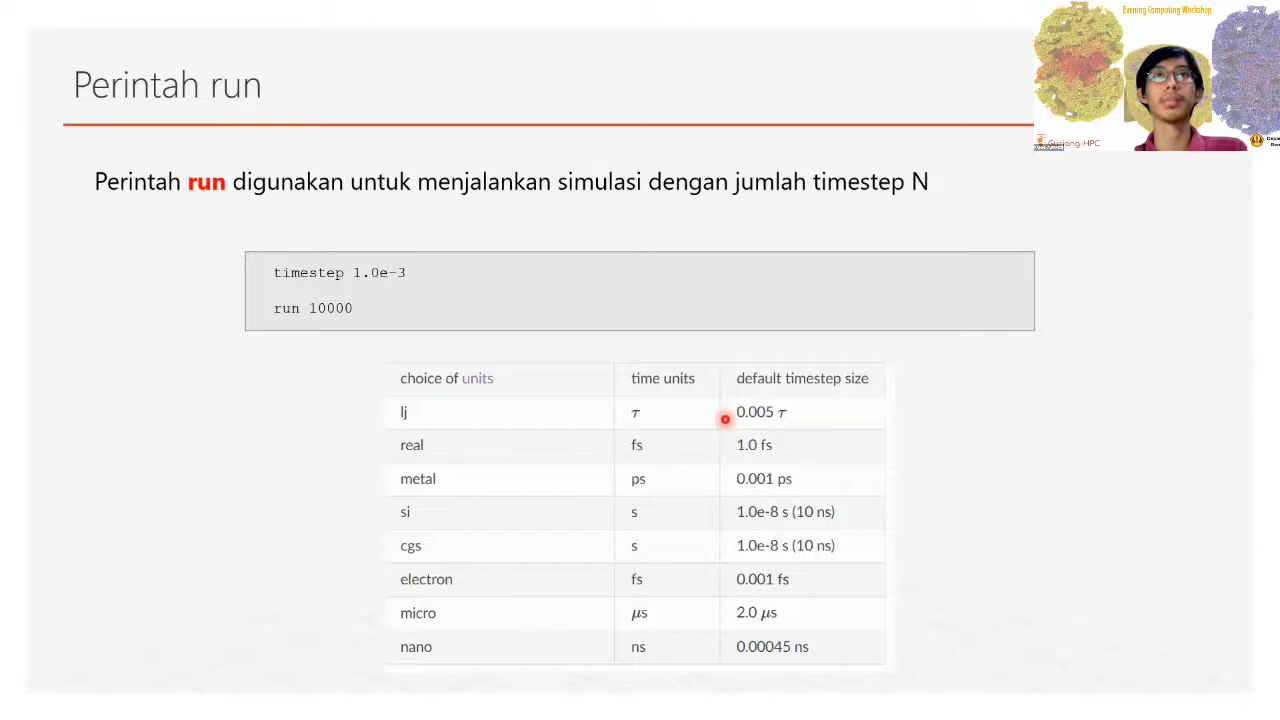 Evening Computing Workshop
Perintah run
Gunjang-HPC
Perintah run digunakan untuk menjalankan simulasi dengan jumlah timestep N
timestep 1.0e-3
run 10000
choice of units time units default timestep size
lj τ 0.005 τ
real fs 1.0 fs
metal ps 0.001 ps
si s 1.0e-8 s (10 ns)
cgs s 1.0e-8 s (10 ns)
electron fs 0.001 fs
micro μs 2.0 μs
nano ns 0.00045 ns